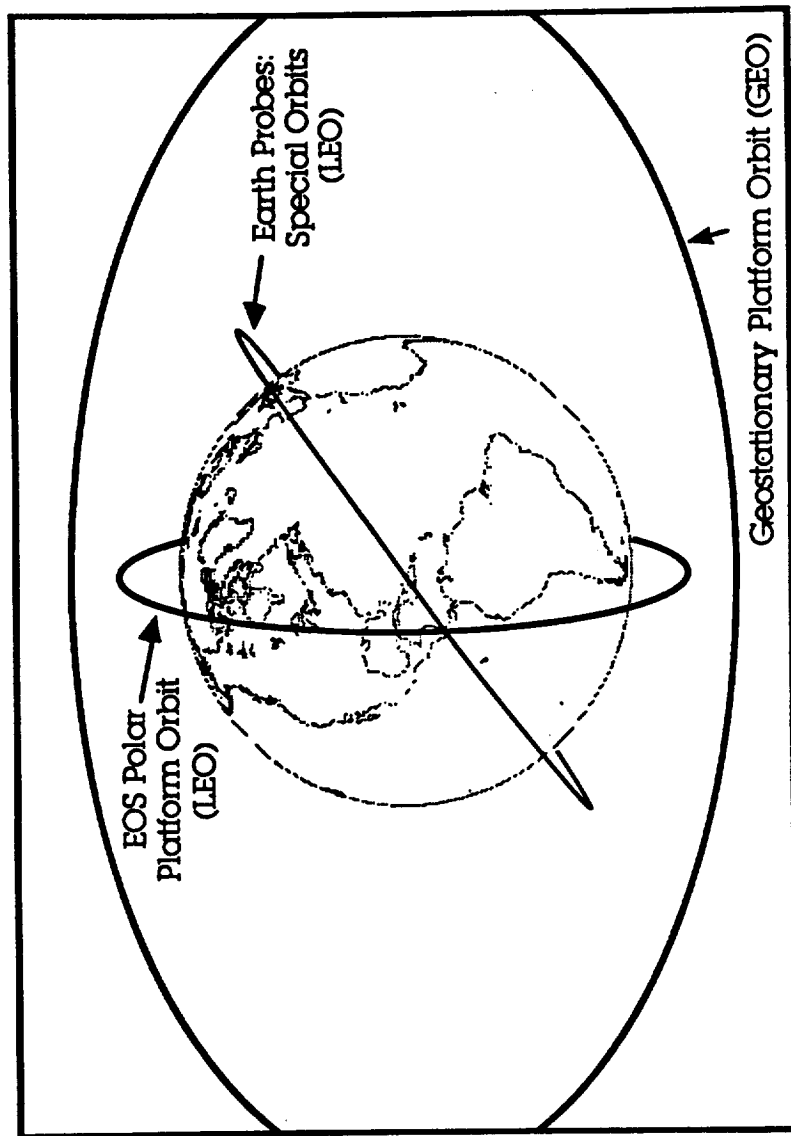 EOS Polar
Platform Orbit
(LEO)
Earth Probes:
Special Orbits
(LEO)
Geostationary Platform Orbit (GEO)